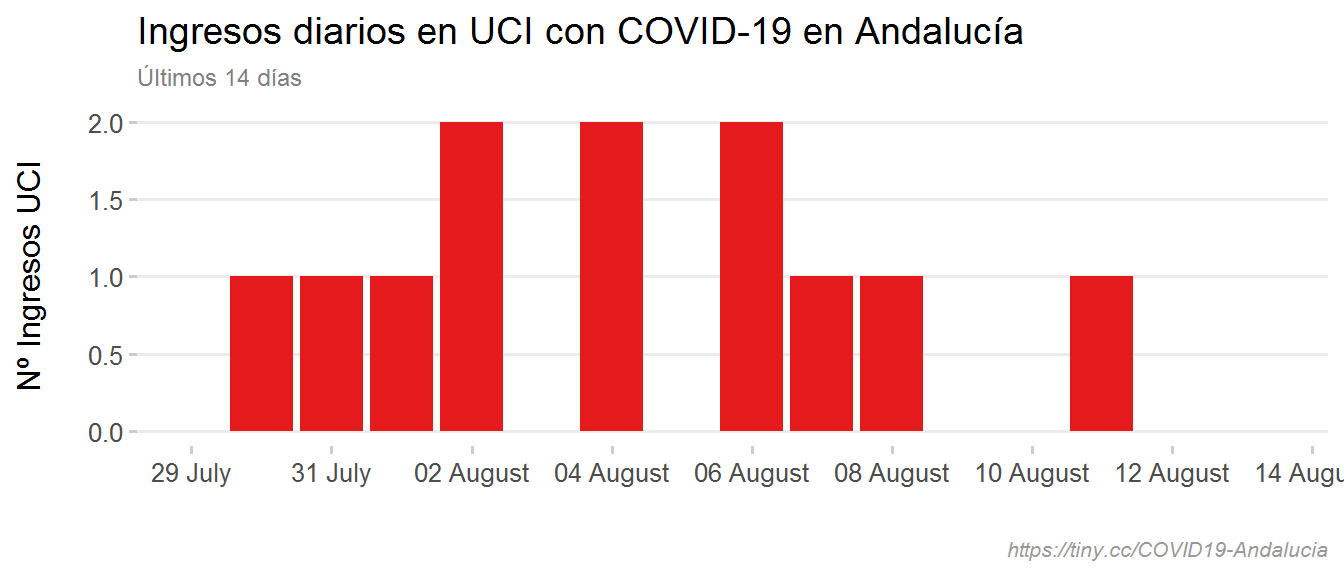 Ingresos diarios en UCI con COVID-19 en Andalucía
Últimos 14 días
Nº Ingresos UCI
2.0
1.5
1.0
0.5
0.0
29 July 31 July 02 August 04 August 06 August 08 August 10 August 12 August 14 Augu
https://tiny.cc/COVID19-Andalucia